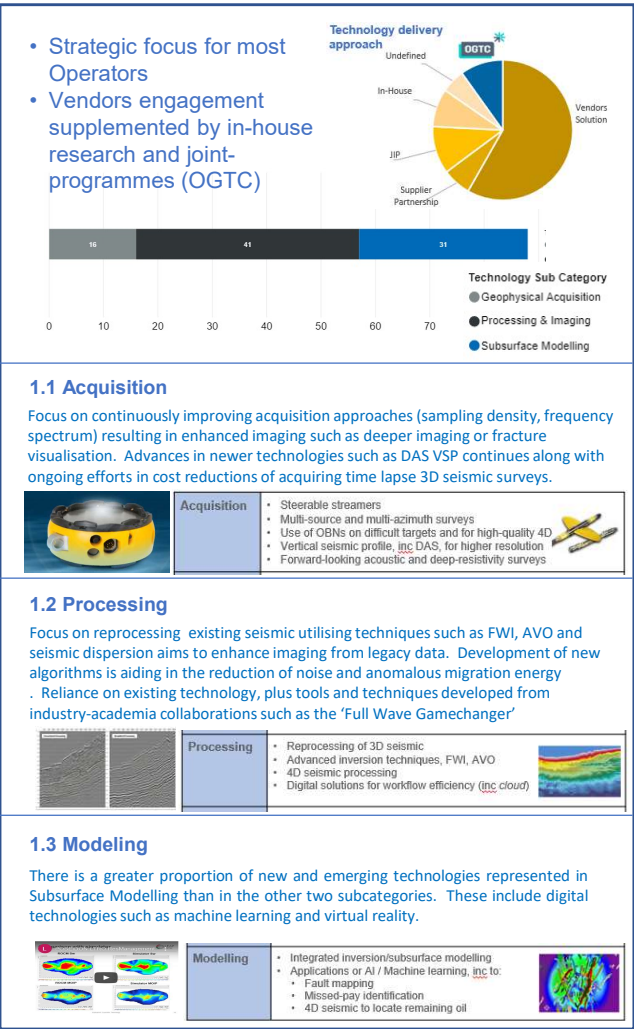 • Strategic focus for most
Operators
• Vendors engagement
supplemented by in-house
research and joint-
programmes (OGTC)
Technology delivery
approach
OGTC
Undefined
In-House
JIP
Supplier
Partnership
Vendors
Solution
16 41 31
0 10 20 30 40 50 60 70
Technology Sub Category
Geophysical Acquisition
Processing & Imaging
Subsurface Modelling
1.1 Acquisition
Focus on continuously improving acquisition approaches (sampling density, frequency
spectrum) resulting in enhanced imaging such as deeper imaging or fracture
visualisation. Advances in newer technologies such as DAS VSP continues along with
ongoing efforts in cost reductions of acquiring time lapse 3D seismic surveys.
Acquisition
• Steerable streamers
• Multi-source and multi-azimuth surveys
• Use of OBNs on difficult targets and for high-quality 4D
• Vertical seismic profile, inc DAS, for higher resolution
• Forward-looking acoustic and deep-resistivity surveys
1.2 Processing
Focus on reprocessing existing seismic utilising techniques such as FWI, AVO and
seismic dispersion aims to enhance imaging from legacy data. Development of new
algorithms is aiding in the reduction of noise and anomalous migration energy
. Reliance on existing technology, plus tools and techniques developed from
industry-academia collaborations such as the ‘Full Wave Gamechanger’
Processing
• Reprocessing of 3D seismic
• Advanced inversion techniques, FWI, AVO
• 4D seismic processing
• Digital solutions for workflow efficiency (inc cloud)
1.3 Modeling
There is a greater proportion of new and emerging technologies represented in
Subsurface Modelling than in the other two subcategories. These include digital
technologies such as machine learning and virtual reality.
Modelling
• Integrated inversion/subsurface modelling
• Applications or AI / Machine learning, inc to:
• Fault mapping
• Missed-pay identification
• 4D seismic to locate remaining oil